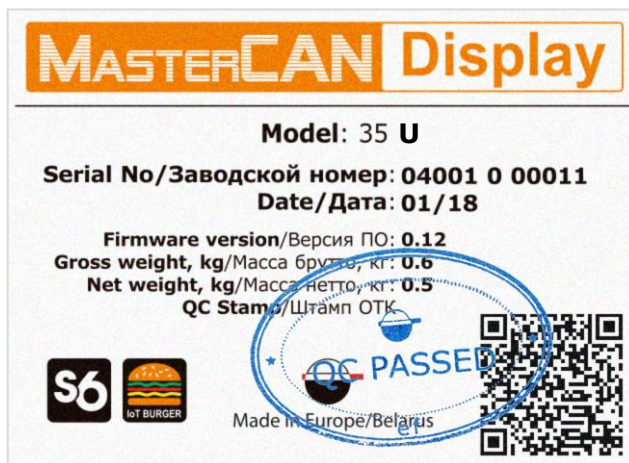 MASTERCAN Display
Model: 35 U
Serial No/Заводской номер: 04001 0 00011
Date/Дата: 01/18
Firmware version/Версия ПО: 0.12
Gross weight, kg/Масса брутто, кг: 0.6
Net weight, kg/Масса нетто, кг: 0.5
QC Stamp/Штамп ОТК
QC PASSED
S6
IoT BURGER
Made in Europe/Belarus